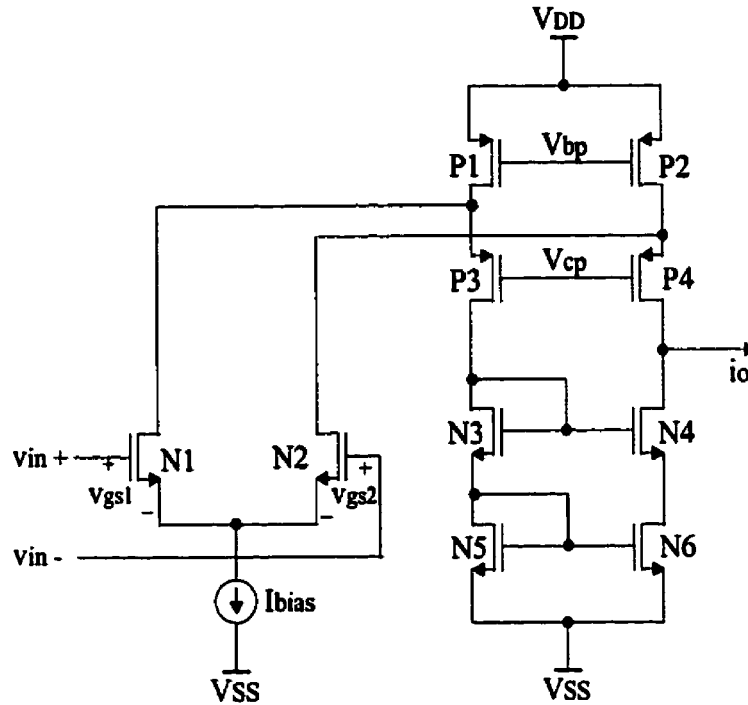 VDD
P1 Vbp P2
P3 Vcp P4
io
vin + + N1 N2 +
N3 N4
vgs1 - - vgs2
vin -
N5 N6
Ibias
VSS VSS